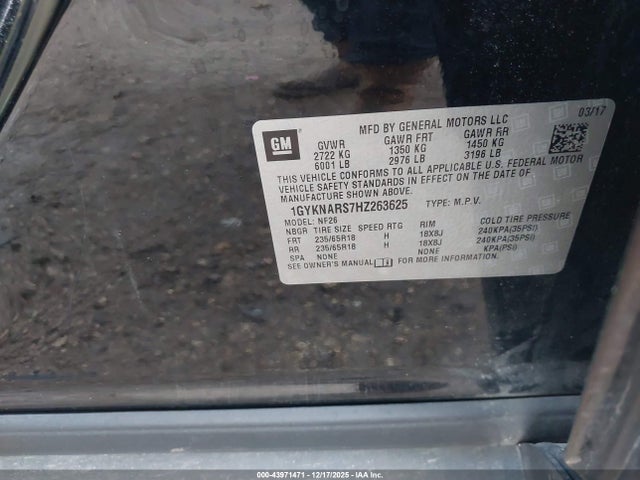 GM
MFD BY GENERAL MOTORS LLC
03/17
GVWR GAWR FRT GAWR RR
2722 KG 1350 KG 1450 KG
6001 LB 2976 LB 3196 LB
THIS VEHICLE CONFORMS TO ALL APPLICABLE U.S. FEDERAL MOTOR
VEHICLE SAFETY STANDARDS IN EFFECT ON THE DATE OF
MANUFACTURE SHOWN ABOVE.
1GYKNARS7HZ263625 TYPE: M.P.V.
MODEL: NF26
NBGR TIRE SIZE SPEED RTG RIM COLD TIRE PRESSURE
FRT 235/65R18 H 18X8J 240KPA(35PSI)
RR 235/65R18 H 18X8J 240KPA(35PSI)
SPA NONE NONE KPA(PSI)
SEE OWNER'S MANUAL FOR MORE INFORMATION.
000-43971471 - 12/17/2025 - IAA, Inc.